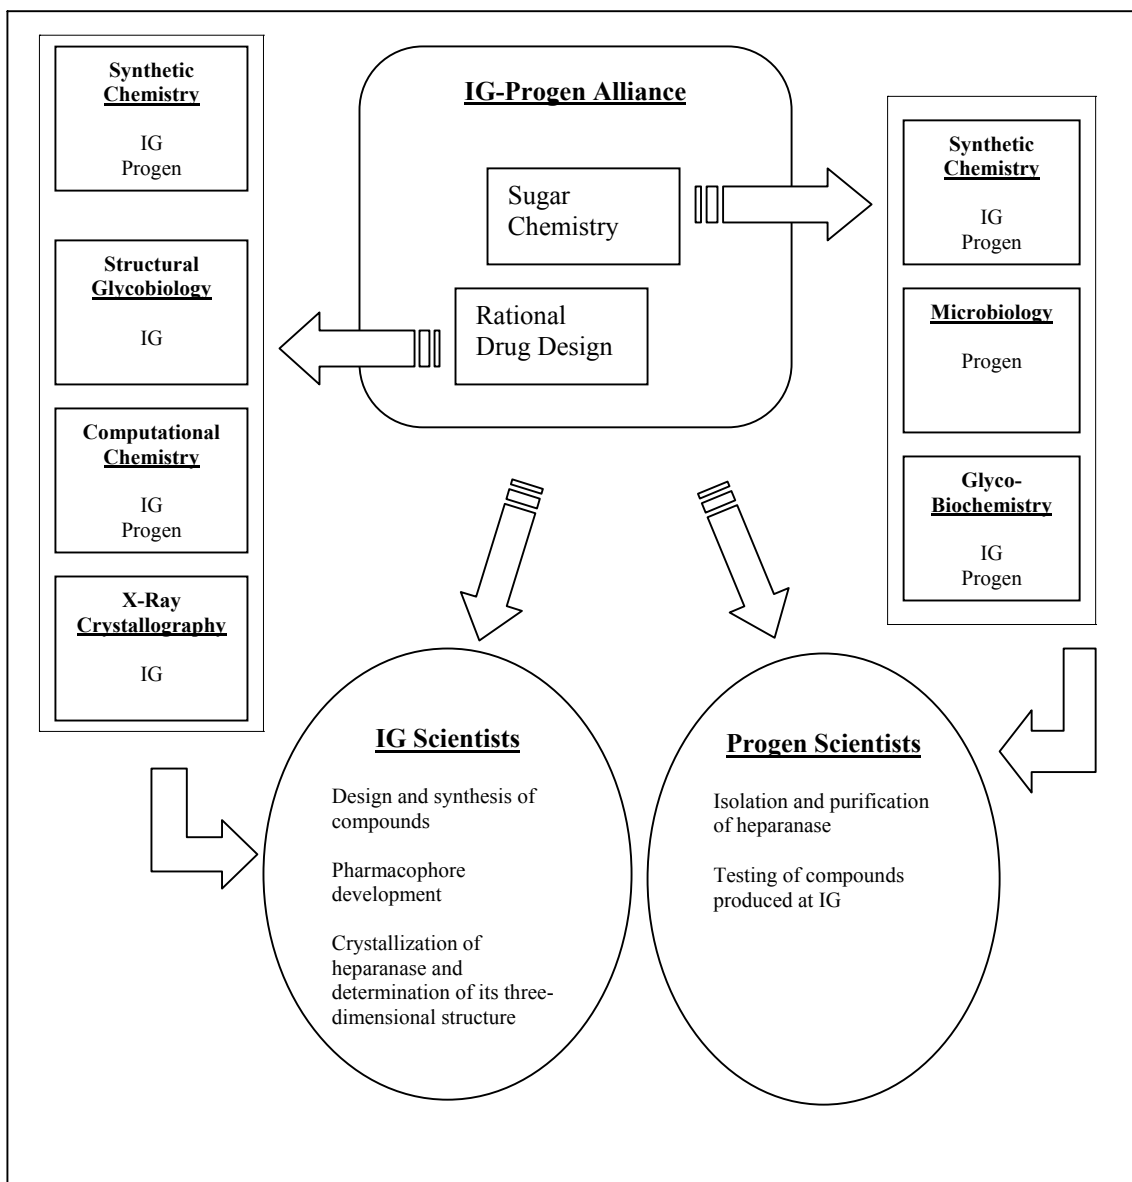 Synthetic
Chemistry
IG
Progen
Structural
Glycobiology
IG
Computational
Chemistry
IG
Progen
X-Ray
Crystallography
IG
IG-Progen Alliance
Sugar
Chemistry
Rational
Drug Design
Synthetic
Chemistry
IG
Progen
Microbiology
Progen
Glyco-
Biochemistry
IG
Progen
IG Scientists
Design and synthesis of
compounds
Pharmacophore
development
Crystallization of
heparanase and
determination of its three-
dimensional structure
Progen Scientists
Isolation and purification
of heparanase
Testing of compounds
produced at IG